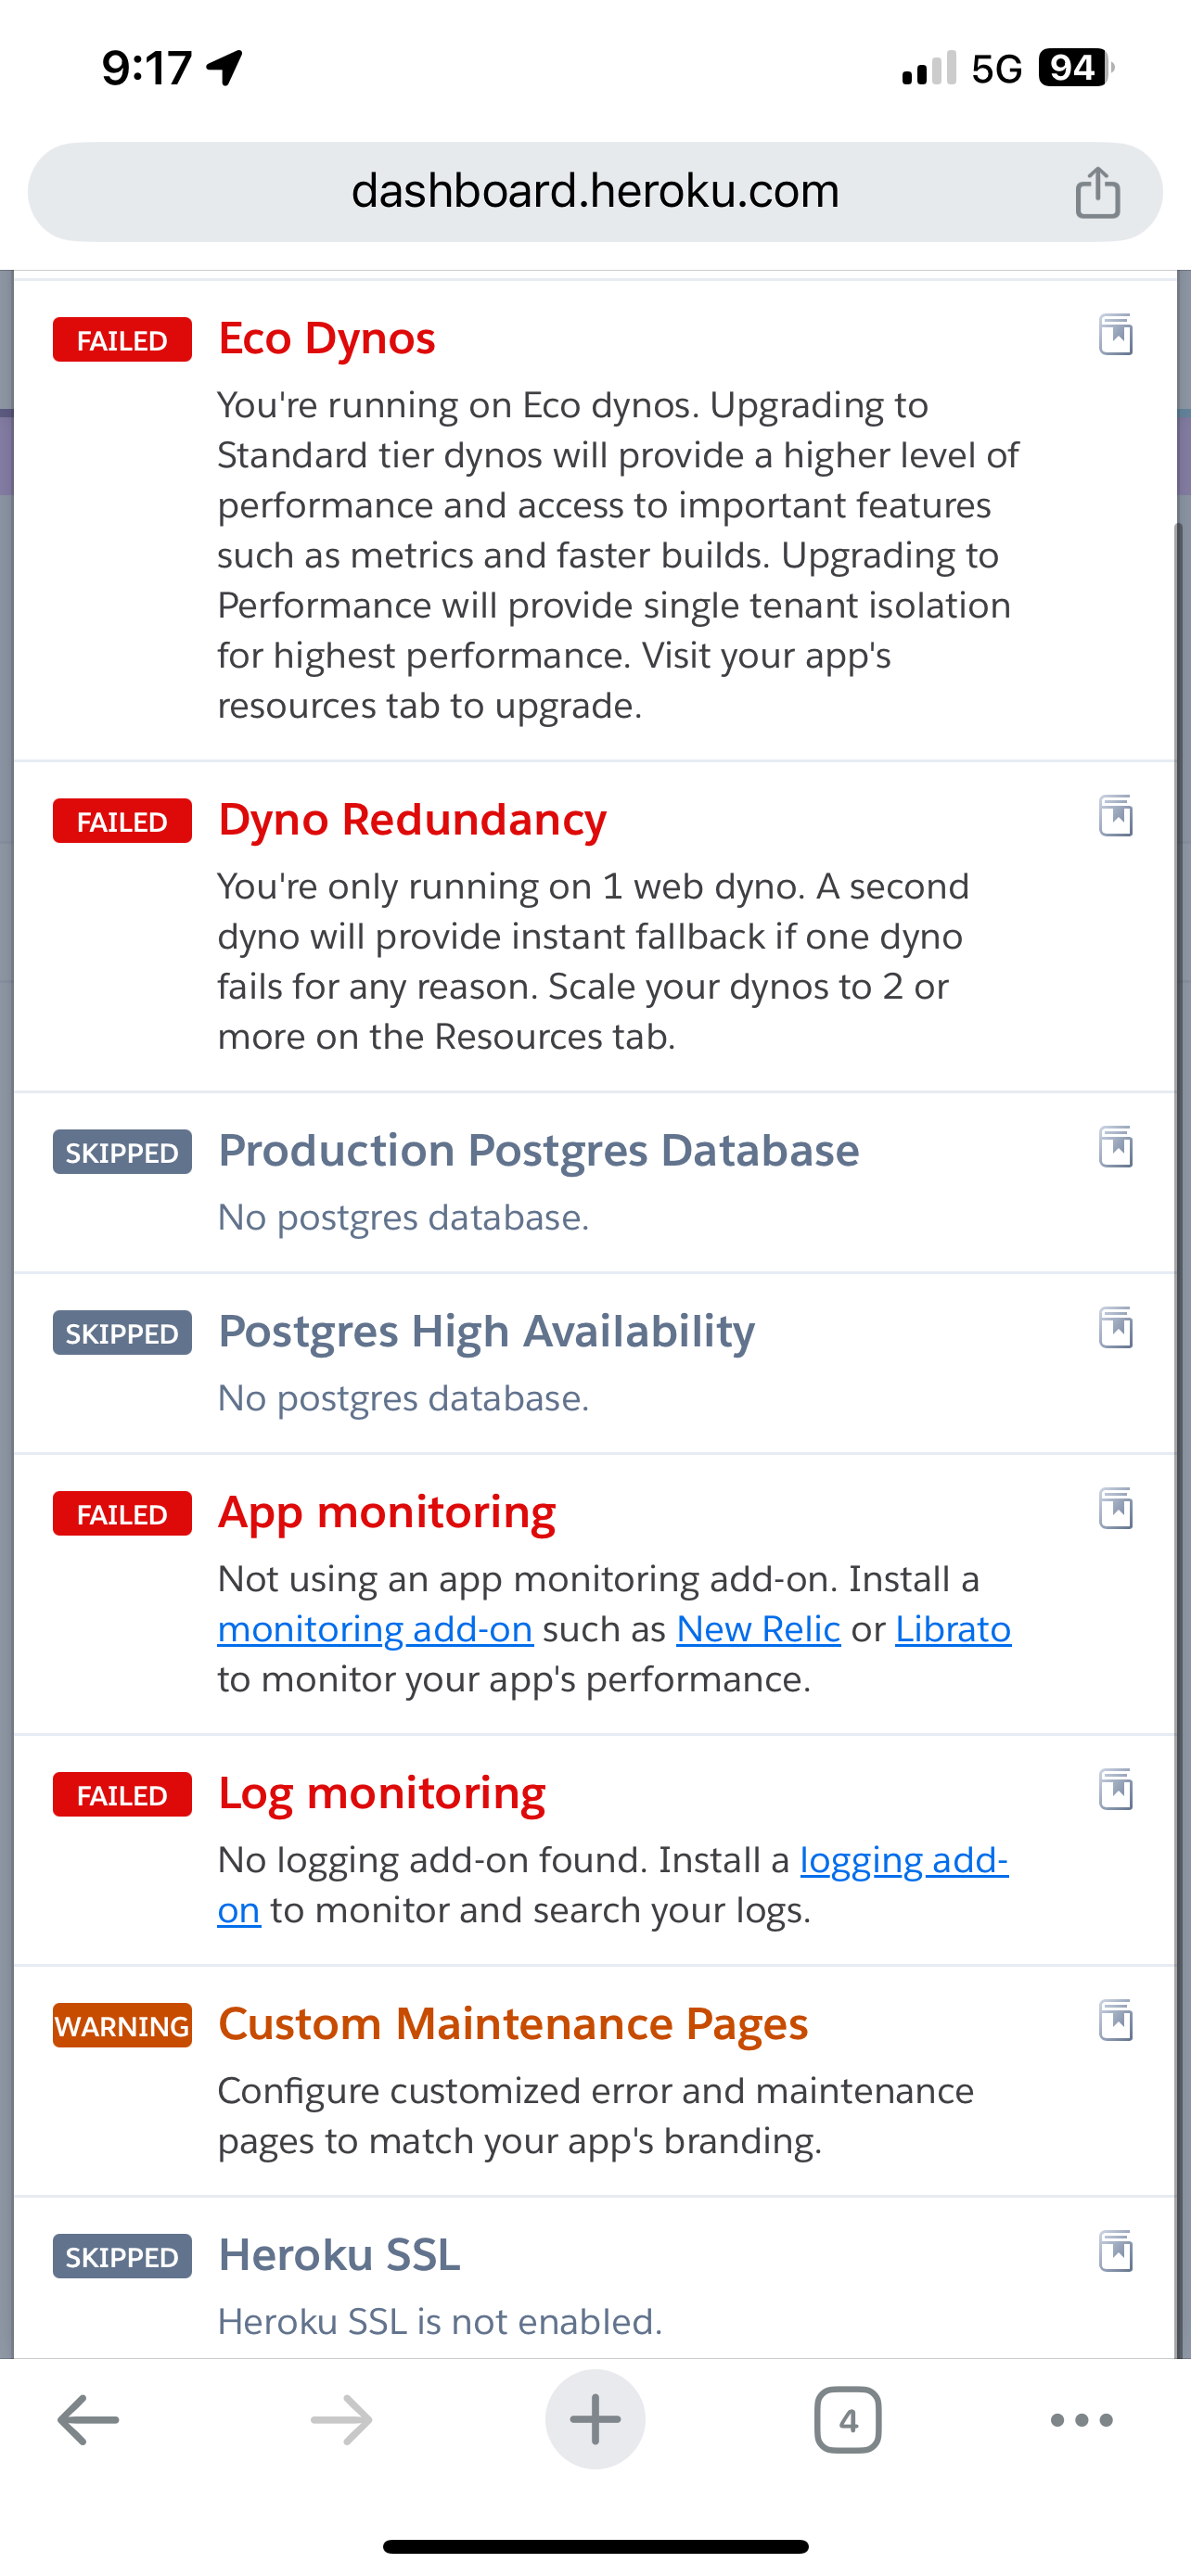 9:17
5G 94
dashboard.heroku.com
FAILED Eco Dynos
You're running on Eco dynos. Upgrading to
Standard tier dynos will provide a higher level of
performance and access to important features
such as metrics and faster builds. Upgrading to
Performance will provide single tenant isolation
for highest performance. Visit your app's
resources tab to upgrade.
FAILED Dyno Redundancy
You're only running on 1 web dyno. A second
dyno will provide instant fallback if one dyno
fails for any reason. Scale your dynos to 2 or
more on the Resources tab.
SKIPPED Production Postgres Database
No postgres database.
SKIPPED Postgres High Availability
No postgres database.
FAILED App monitoring
Not using an app monitoring add-on. Install a
monitoring add-on such as New Relic or Librato
to monitor your app's performance.
FAILED Log monitoring
No logging add-on found. Install a logging add-
on to monitor and search your logs.
WARNING Custom Maintenance Pages
Configure customized error and maintenance
pages to match your app's branding.
SKIPPED Heroku SSL
Heroku SSL is not enabled.
4